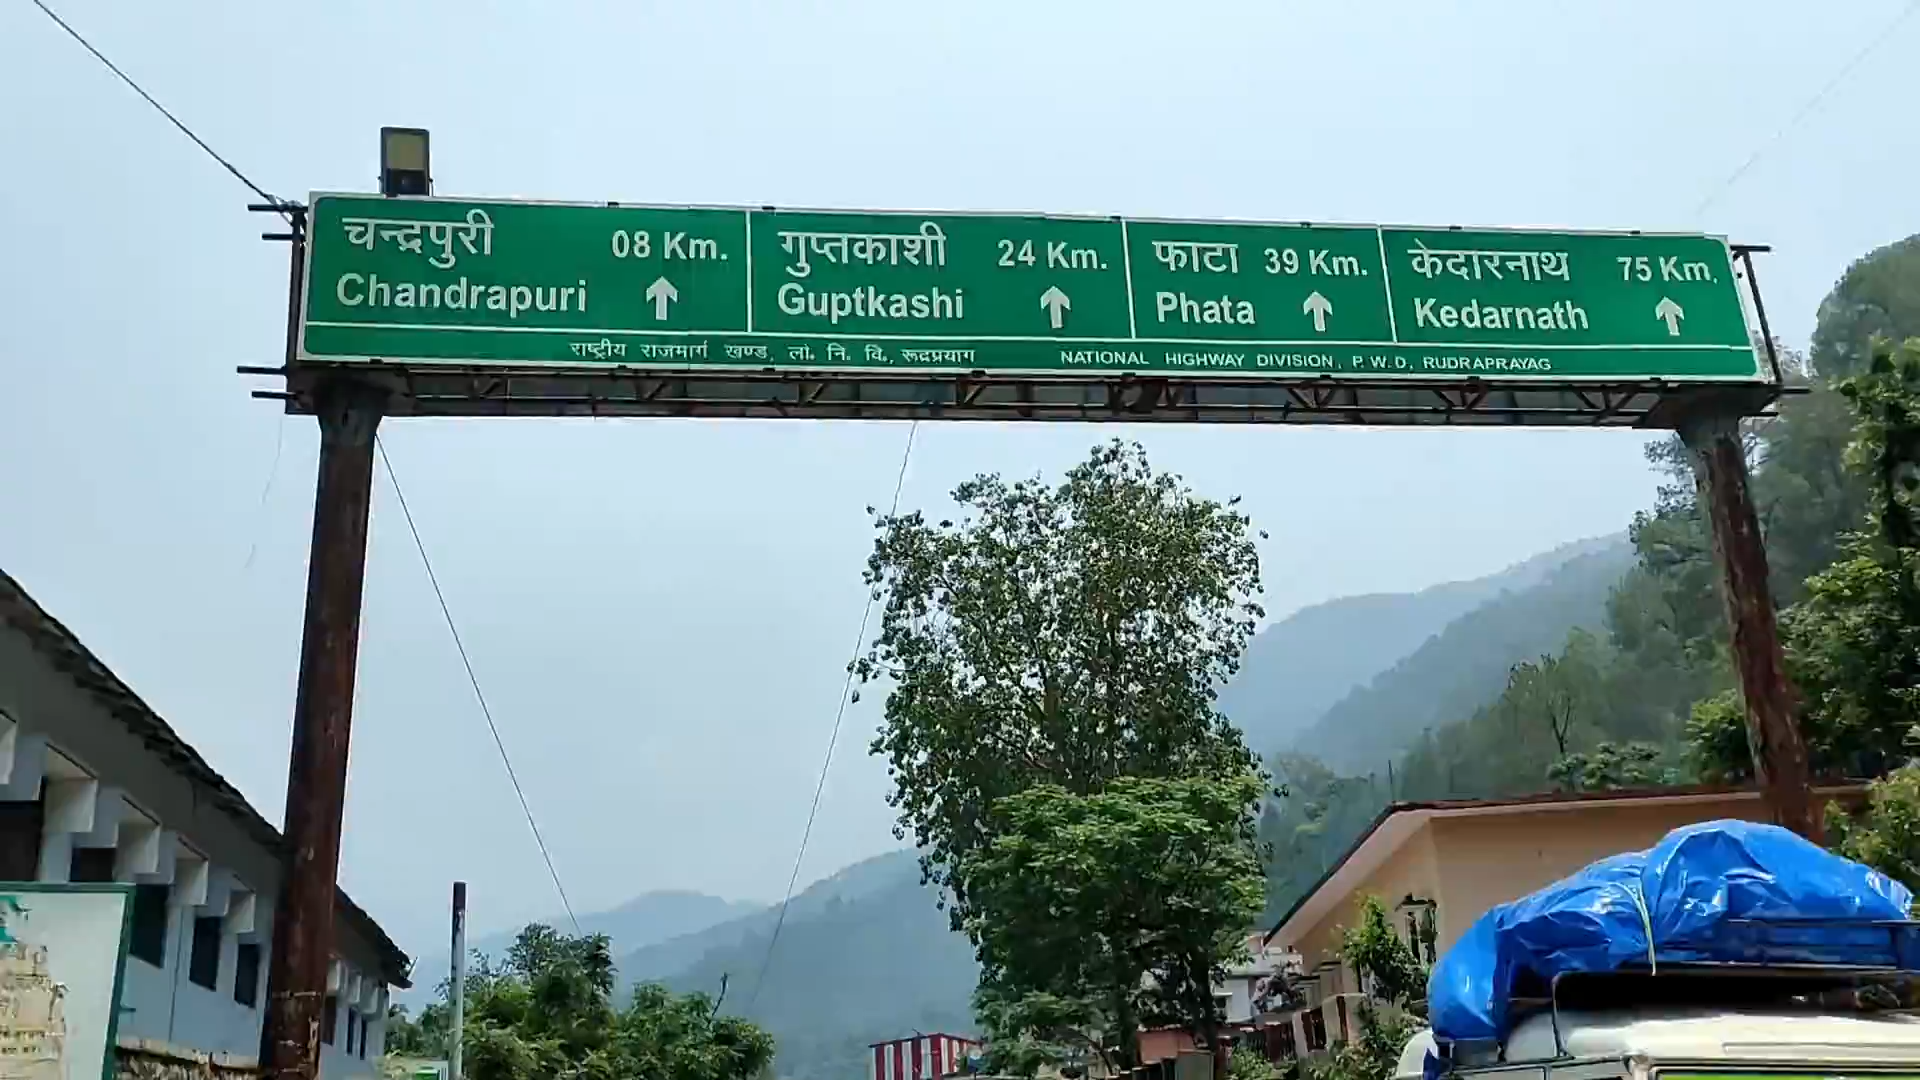 चन्द्रपुरी 08 Km.
Chandrapuri ↑
गुप्तकाशी 24 Km.
Guptkashi ↑
फाटा 39 Km.
Phata ↑
केदारनाथ 75 Km.
Kedarnath ↑
राष्ट्रीय राजमार्ग खण्ड, लो॰ नि॰ वि॰, रूद्रप्रयाग NATIONAL HIGHWAY DIVISION, P.W.D, RUDRAPRAYAG